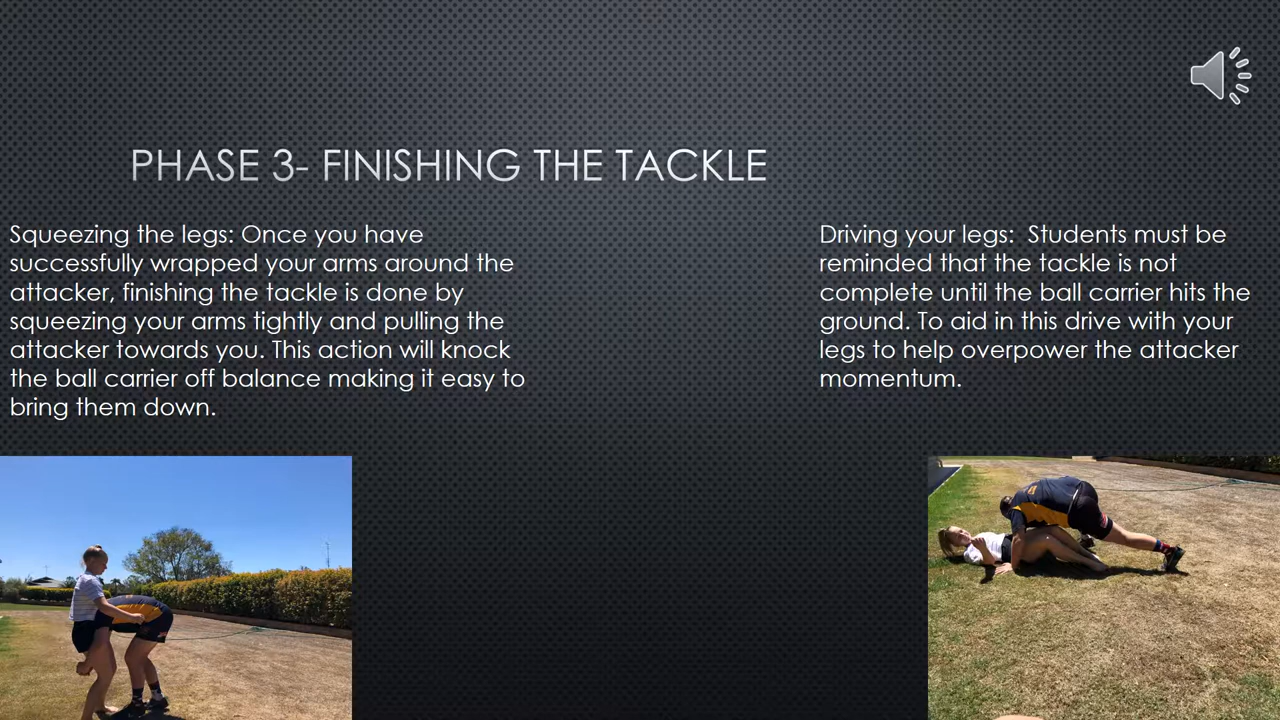 PHASE 3- FINISHING THE TACKLE
Squeezing the legs: Once you have
successfully wrapped your arms around the
attacker, finishing the tackle is done by
squeezing your arms tightly and pulling the
attacker towards you. This action will knock
the ball carrier off balance making it easy to
bring them down.
Driving your legs:  Students must be
reminded that the tackle is not
complete until the ball carrier hits the
ground. To aid in this drive with your
legs to help overpower the attacker
momentum.